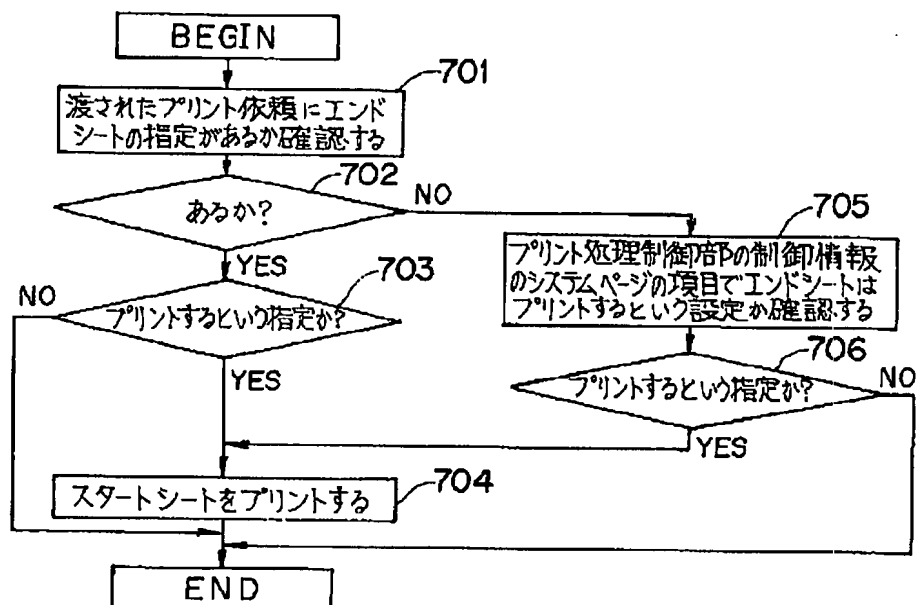 BEGIN
701
渡されたプリント依頼にエンド
シートの指定があるか確認する
702
あるか?
NO
YES
703
プリントするという指定か?
NO
YES
705
プリント処理制御部の制御情報
のシステムページの項目でエンドシートは
プリントするという設定か確認する
706
プリントするという指定か?
NO
YES
スタートシートをプリントする
704
END